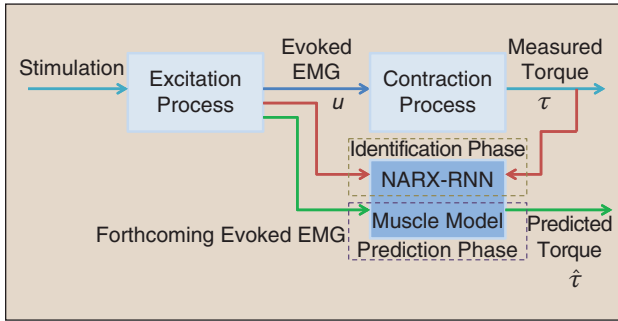 Stimulation
Excitation
Process
Evoked
EMG
u
Contraction
Process
Measured
Torque
τ
Identification Phase
NARX-RNN
Muscle Model
Forthcoming Evoked EMG
Prediction Phase
Predicted
Torque
τ̂